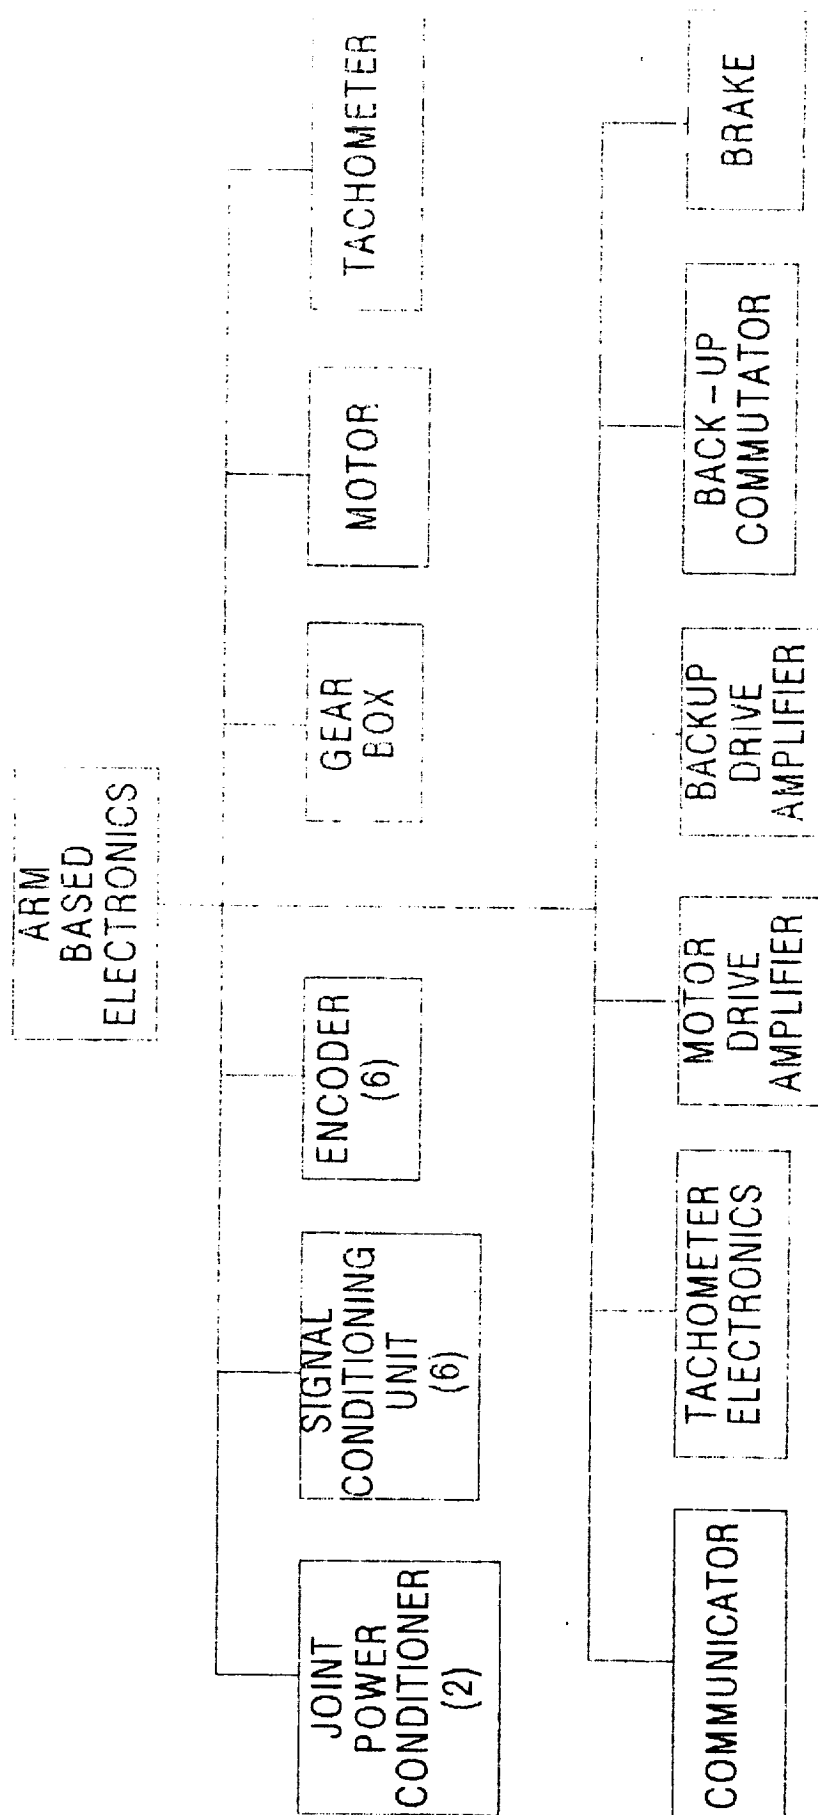 ARM
BASED
ELECTRONICS
JOINT
POWER
CONDITIONER
(2)
SIGNAL
CONDITIONING
UNIT
(6)
ENCODER
(6)
GEAR
BOX
MOTOR
TACHOMETER
COMMUNICATOR
TACHOMETER
ELECTRONICS
MOTOR
DRIVE
AMPLIFIER
BACKUP
DRIVE
AMPLIFIER
BACK-UP
COMMUTATOR
BRAKE